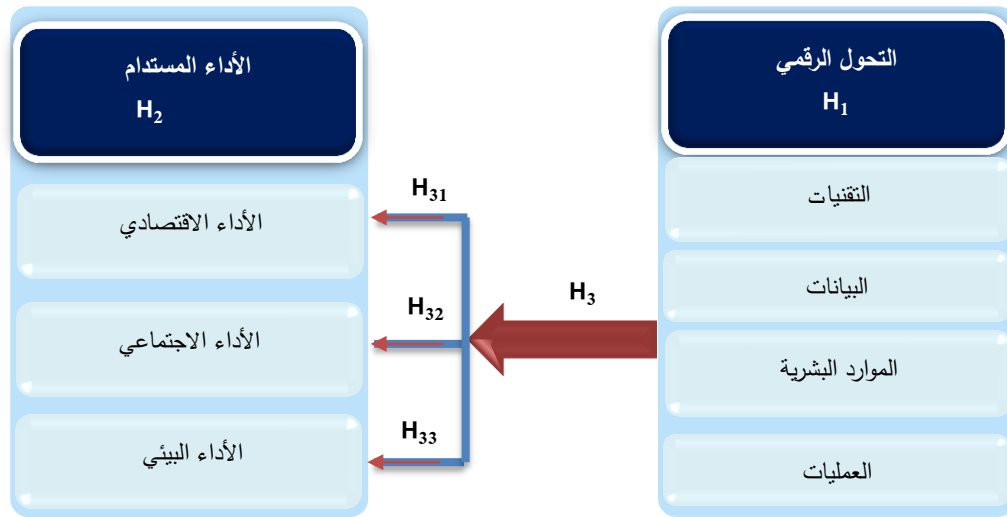 التحول الرقمي
H₁
التقنيات
البيانات
الموارد البشرية
العمليات
H₃
H₃₁
H₃₂
H₃₃
الأداء المستدام
H₂
الأداء الاقتصادي
الأداء الاجتماعي
الأداء البيئي